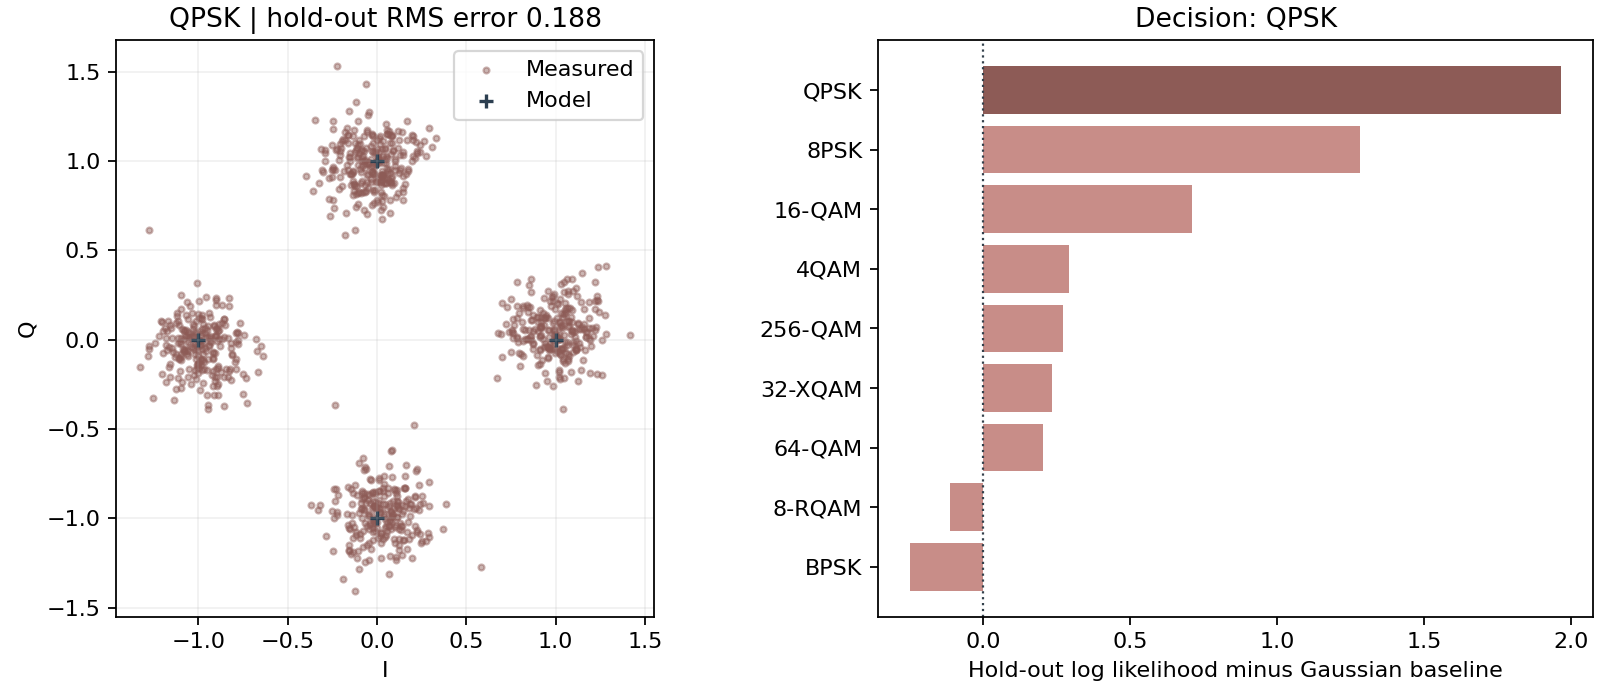 QPSK | hold-out RMS error 0.188
Measured
Model
1.5
1.0
0.5
0.0
−0.5
−1.0
−1.5
Q
−1.0
−0.5
0.0
0.5
1.0
1.5
I
Decision: QPSK
QPSK
8PSK
16-QAM
4QAM
256-QAM
32-XQAM
64-QAM
8-RQAM
BPSK
0.0
0.5
1.0
1.5
2.0
Hold-out log likelihood minus Gaussian baseline